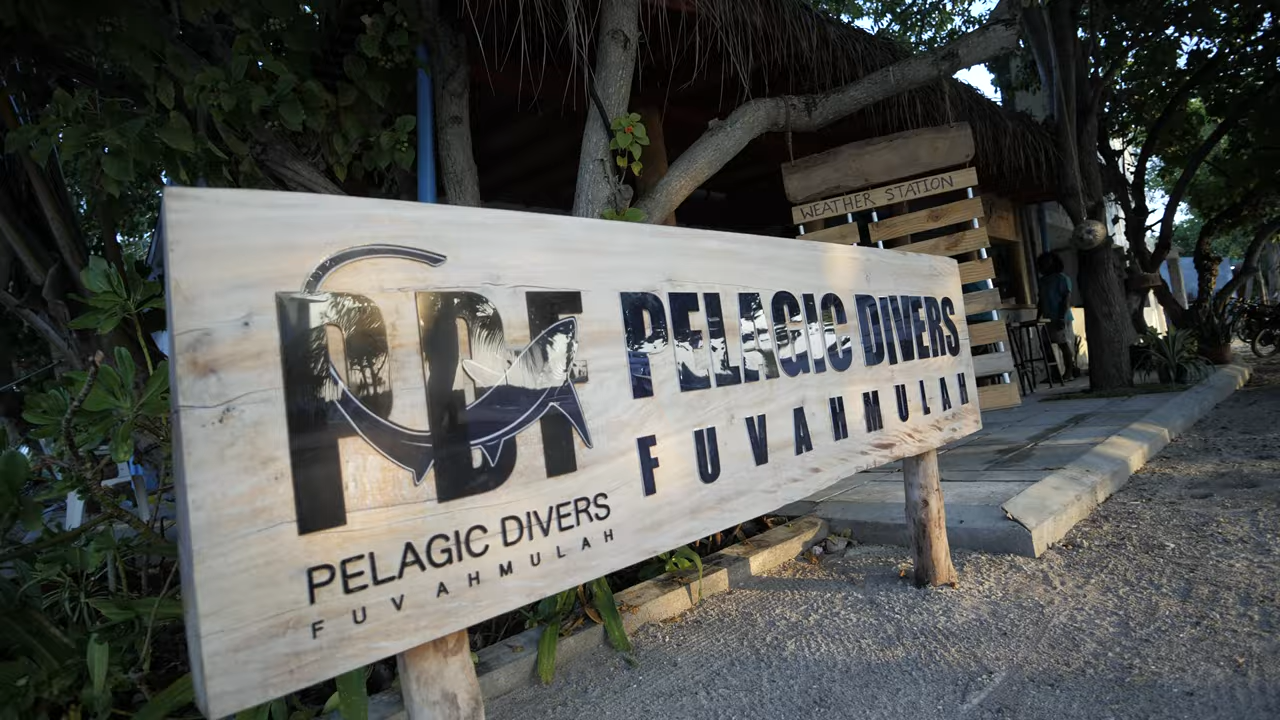 PDF
PELAGIC DIVERS
FUVAHMULAH
PELAGIC DIVERS
FUVAHMULAH
WEATHER STATION